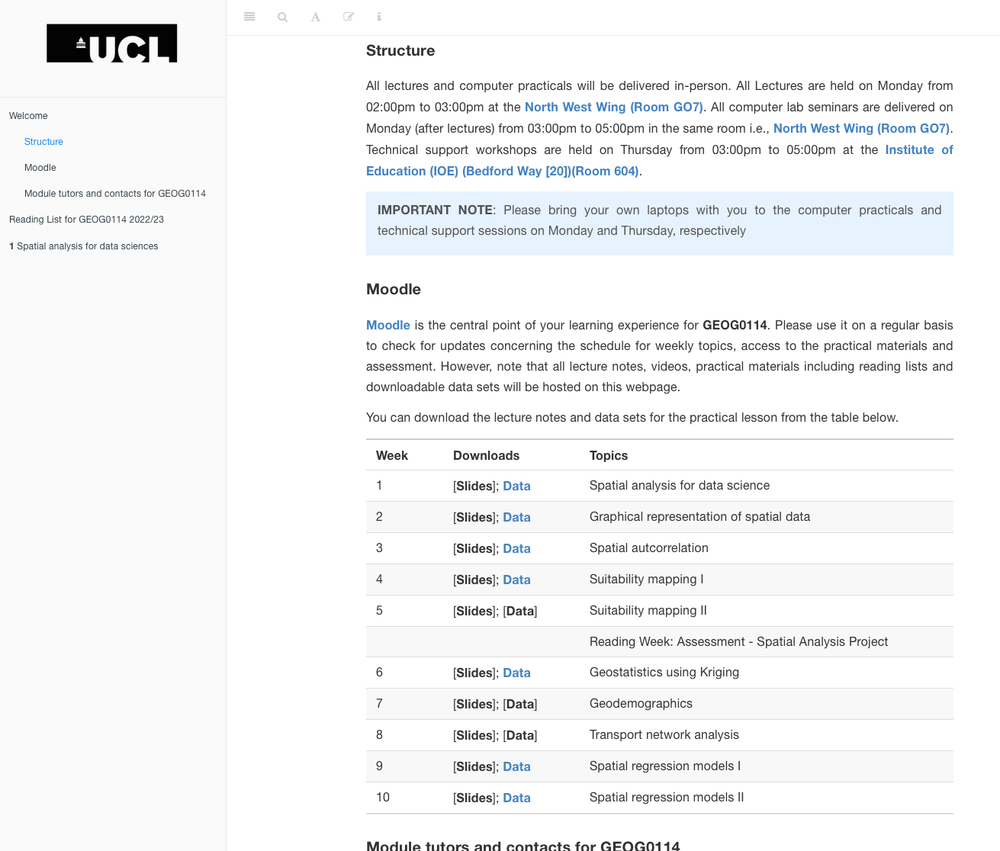 UCL
Welcome
Structure
Moodle
Module tutors and contacts for GEOG0114
Reading List for GEOG0114 2022/23
1 Spatial analysis for data sciences
Structure
All lectures and computer practicals will be delivered in-person. All Lectures are held on Monday from
02:00pm to 03:00pm at the North West Wing (Room GO7). All computer lab seminars are delivered on
Monday (after lectures) from 03:00pm to 05:00pm in the same room i.e., North West Wing (Room GO7).
Technical support workshops are held on Thursday from 03:00pm to 05:00pm at the Institute of
Education (IOE) (Bedford Way [20])(Room 604).
IMPORTANT NOTE: Please bring your own laptops with you to the computer practicals and
technical support sessions on Monday and Thursday, respectively
Moodle
Moodle is the central point of your learning experience for GEOG0114. Please use it on a regular basis
to check for updates concerning the schedule for weekly topics, access to the practical materials and
assessment. However, note that all lecture notes, videos, practical materials including reading lists and
downloadable data sets will be hosted on this webpage.
You can download the lecture notes and data sets for the practical lesson from the table below.
Week Downloads Topics
1 [Slides]; Data Spatial analysis for data science
2 [Slides]; Data Graphical representation of spatial data
3 [Slides]; Data Spatial autcorrelation
4 [Slides]; Data Suitability mapping I
5 [Slides]; [Data] Suitability mapping II
Reading Week: Assessment - Spatial Analysis Project
6 [Slides]; Data Geostatistics using Kriging
7 [Slides]; [Data] Geodemographics
8 [Slides]; [Data] Transport network analysis
9 [Slides]; Data Spatial regression models I
10 [Slides]; Data Spatial regression models II
Module tutors and contacts for GEOG0114